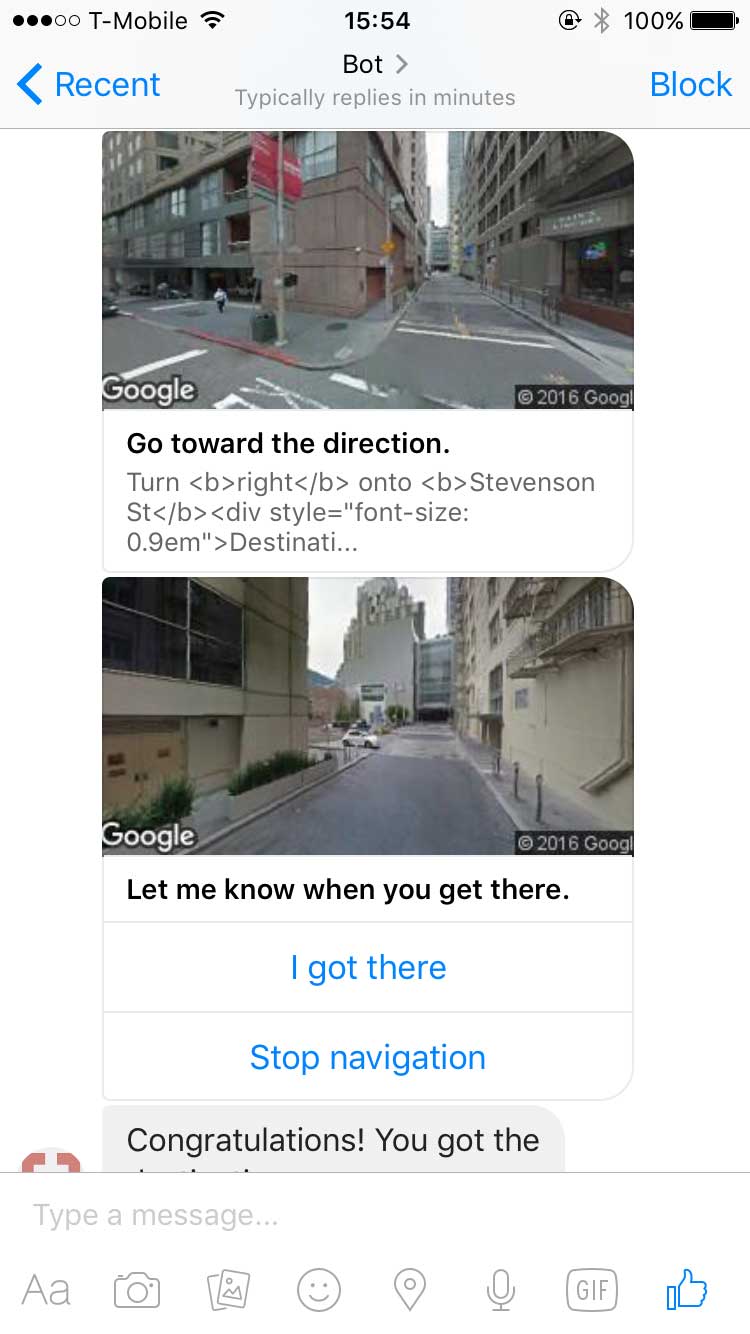 T-Mobile 15:54 100%
Recent Bot Block
Typically replies in minutes
Google © 2016 Googl
Go toward the direction.
Turn <b>right</b> onto <b>Stevenson
St</b><div style="font-size:
0.9em">Destinati...
Google © 2016 Googl
Let me know when you get there.
I got there
Stop navigation
Congratulations! You got the
Type a message...
Aa GIF